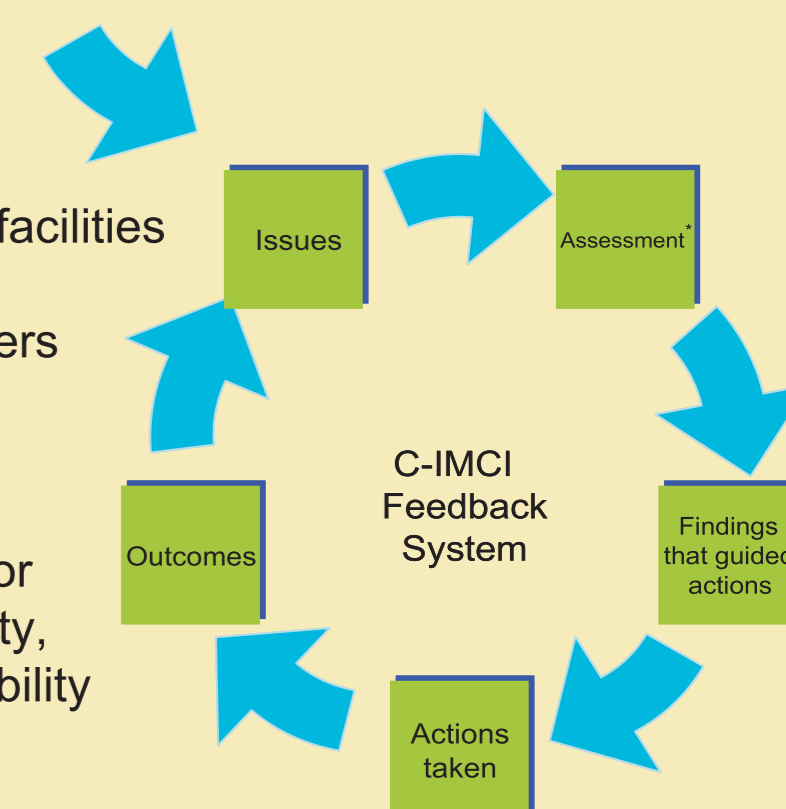 facilities
ers
or
ty,
bility
Issues
Assessment*
C-IMCI
Feedback
System
Findings
that guided
actions
Outcomes
Actions
taken